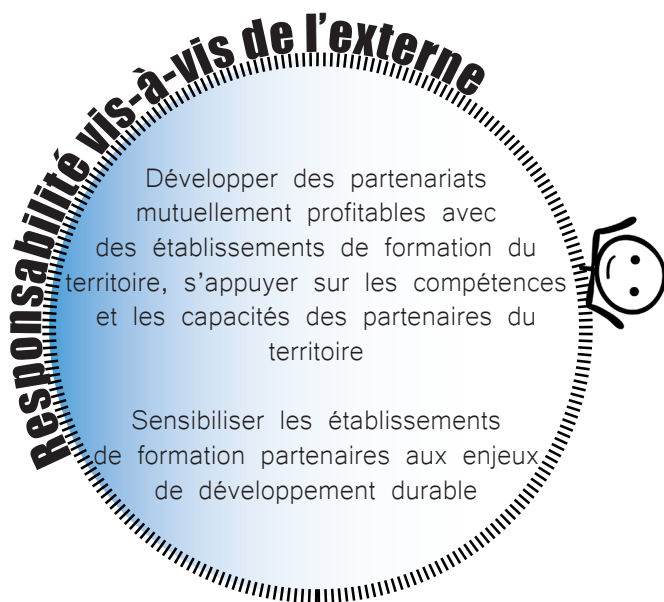 Responsabilité vis-à-vis de l'externe
Développer des partenariats
mutuellement profitables avec
des établissements de formation du
territoire, s'appuyer sur les compétences
et les capacités des partenaires du
territoire
Sensibiliser les établissements
de formation partenaires aux enjeux
de développement durable